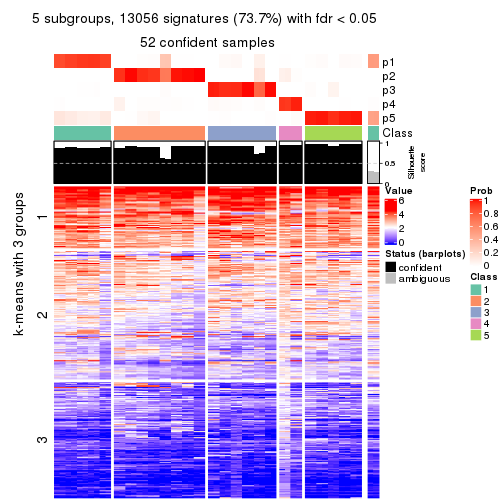 5 subgroups, 13056 signatures (73.7%) with fdr < 0.05
52 confident samples
p1
p2
p3
p4
p5
Class
1
0.5
0
Silhouette
score
k-means with 3 groups
1
2
3
Value
6
4
2
0
Status (barplots)
confident
ambiguous
Prob
1
0.8
0.6
0.4
0.2
0
Class
1
2
3
4
5